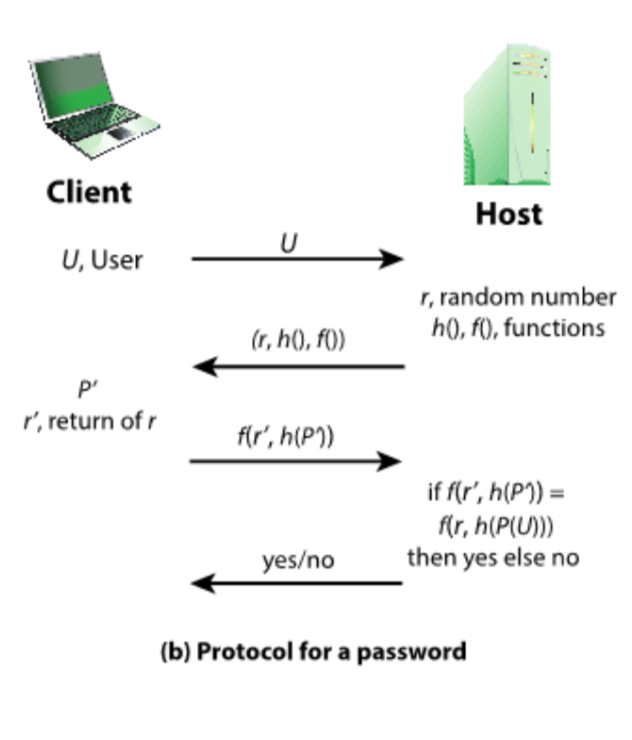 Client
Host
U, User
U
r, random number
h(), f(), functions
(r, h(), f())
P′
r′, return of r
f(r′, h(P′))
if f(r′, h(P′)) =
f(r, h(P(U)))
then yes else no
yes/no
(b) Protocol for a password